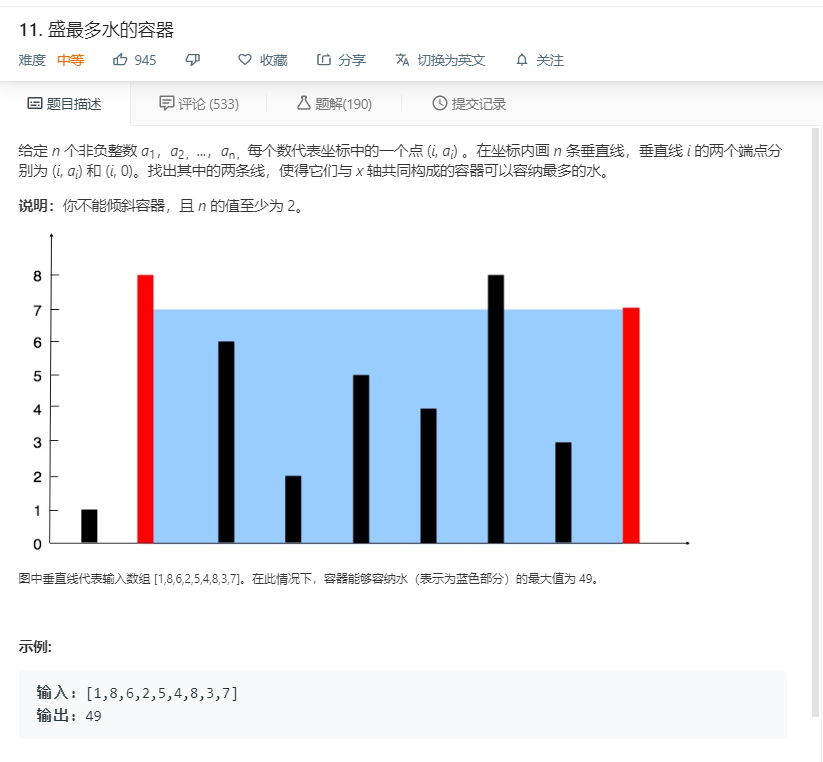 11. 盛最多水的容器
难度 中等 945 收藏 分享 切换为英文 关注
题目描述 评论 (533) 题解(190) 提交记录
给定 n 个非负整数 a1，a2，...，an，每个数代表坐标中的一个点 (i, ai) 。在坐标内画 n 条垂直线，垂直线 i 的两个端点分
别为 (i, ai) 和 (i, 0)。找出其中的两条线，使得它们与 x 轴共同构成的容器可以容纳最多的水。
说明：你不能倾斜容器，且 n 的值至少为 2。
8
7
6
5
4
3
2
1
0
图中垂直线代表输入数组 [1,8,6,2,5,4,8,3,7]。在此情况下，容器能够容纳水（表示为蓝色部分）的最大值为 49。
示例:
输入: [1,8,6,2,5,4,8,3,7]
输出: 49